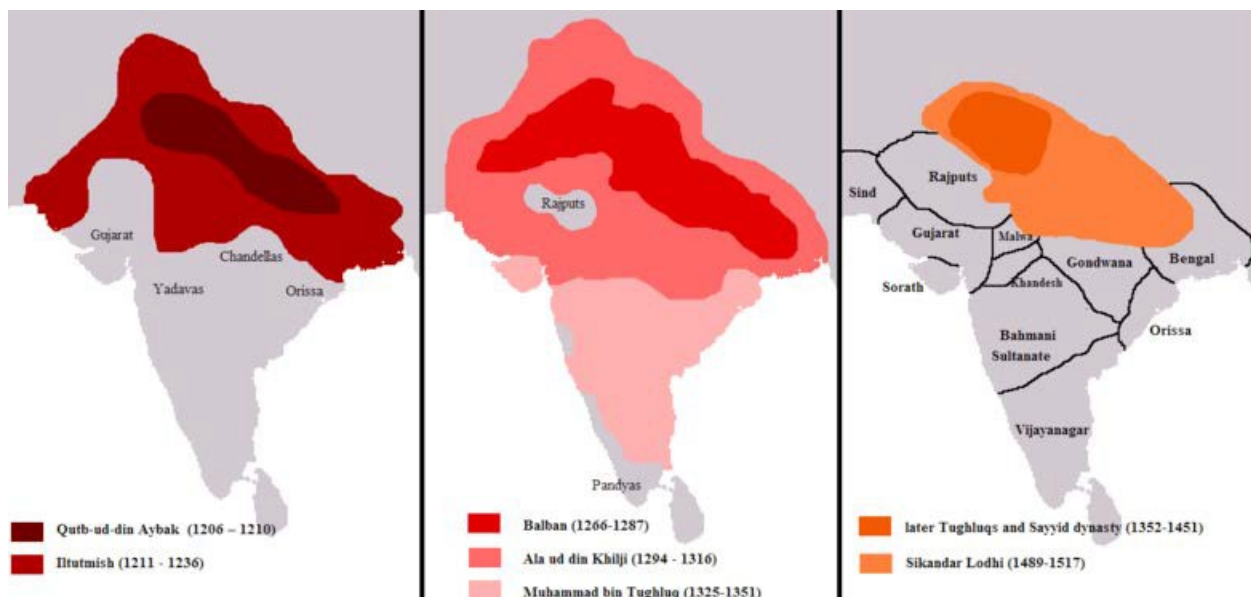 Gujarat
Chandellas
Yadavas
Orissa
Qutb-ud-din Aybak (1206 – 1210)
Iltutmish (1211 - 1236)
Rajputs
Pandyas
Balban (1266-1287)
Ala ud din Khilji (1294 - 1316)
Muhammad bin Tughluq (1325-1351)
Rajputs
Sind
Gujarat
Malwa
Gondwana
Bengal
Sorath
Khandesh
Orissa
Bahmani
Sultanate
Vijayanagar
later Tughluqs and Sayyid dynasty (1352-1451)
Sikandar Lodhi (1489-1517)